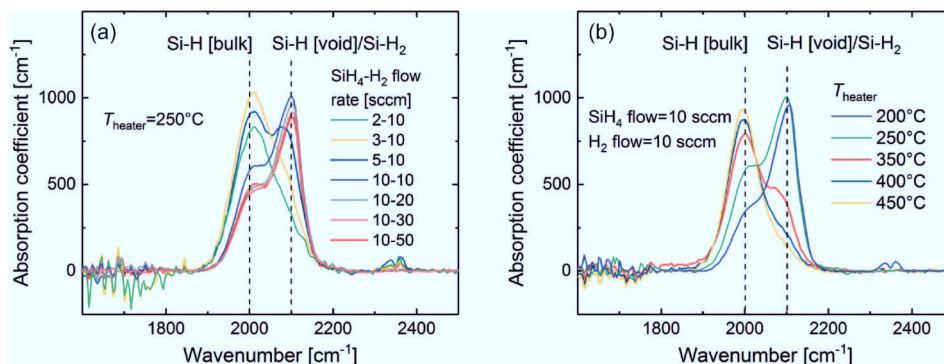 (a)
Si-H [bulk]
Si-H [void]/Si-H₂
SiH₄-H₂ flow
rate [sccm]
T_heater=250°C
2-10
3-10
5-10
10-10
10-20
10-30
10-50
Absorption coefficient [cm⁻¹]
1000
500
0
1800
2000
2200
2400
Wavenumber [cm⁻¹]
(b)
Si-H [bulk]
Si-H [void]/Si-H₂
T_heater
SiH₄ flow=10 sccm
H₂ flow=10 sccm
200°C
250°C
350°C
400°C
450°C
Absorption coefficient [cm⁻¹]
1000
500
0
1800
2000
2200
2400
Wavenumber [cm⁻¹]